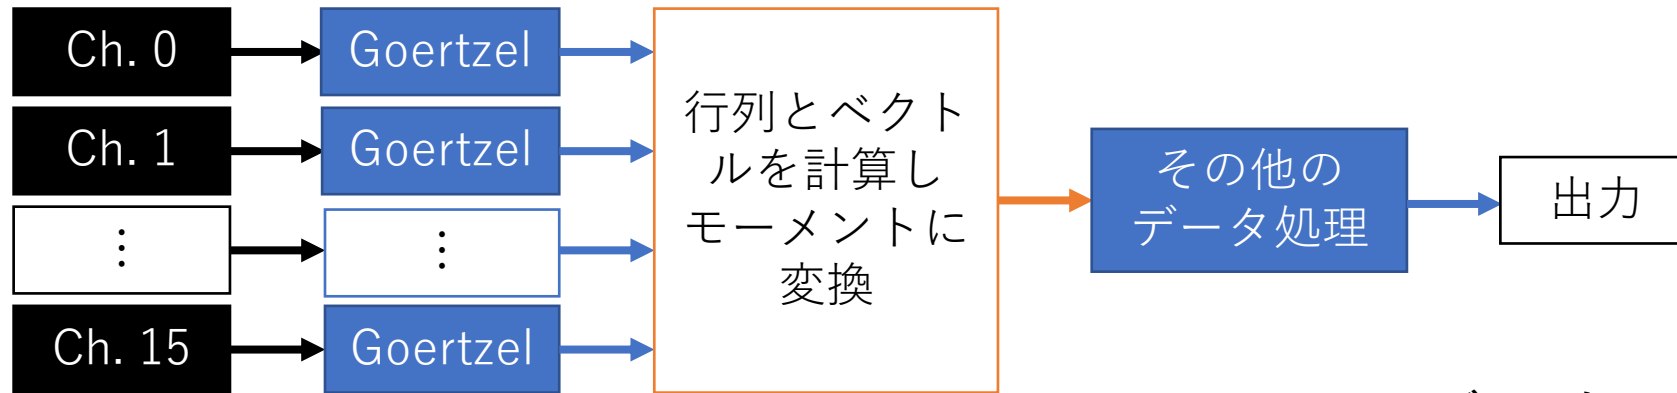 Ch. 0
Goertzel
Ch. 1
Goertzel
⋮
⋮
Ch. 15
Goertzel
行列とベクト
ルを計算し
モーメントに
変換
その他の
データ処理
出力